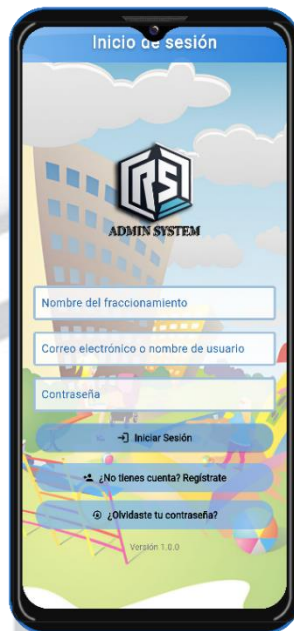 Inicio de sesión
RS
ADMIN SYSTEM
Nombre del fraccionamiento
Correo electrónico o nombre de usuario
Contraseña
Iniciar Sesión
¿No tienes cuenta? Regístrate
¿Olvidaste tu contraseña?
Versión 1.0.0